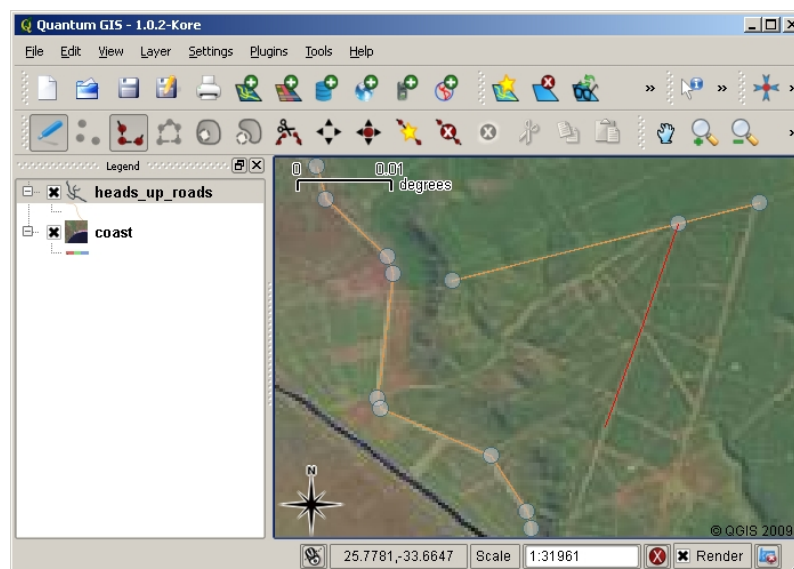 Quantum GIS - 1.0.2-Kore
File Edit View Layer Settings Plugins Tools Help
Legend
heads_up_roads
coast
0 0.01
degrees
N
© QGIS 2009
25.7781,-33.6647 Scale 1:31961 Render